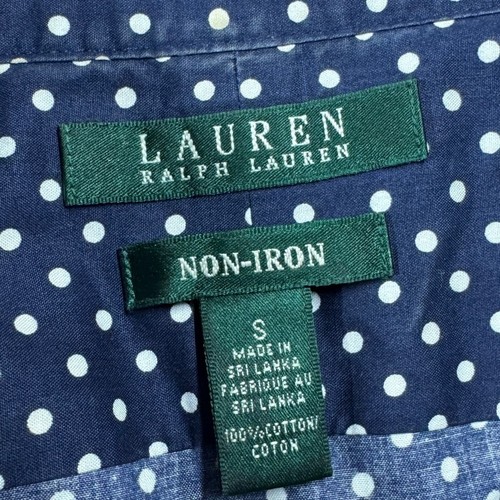 LAUREN
RALPH LAUREN
NON-IRON
S
MADE IN
SRI LANKA
FABRIQUE AU
SRI LANKA
100%COTTON/
COTON